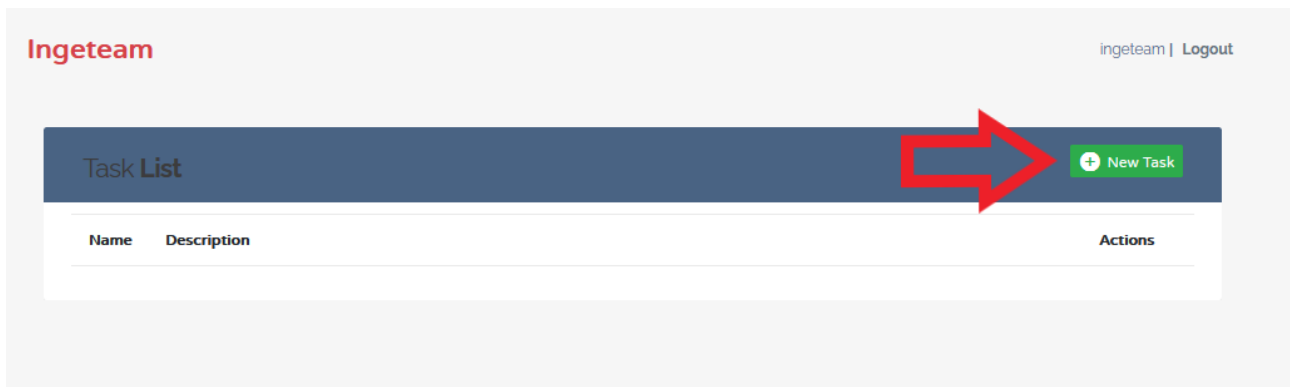 Ingeteam
ingeteam | Logout
Task List
New Task
Name Description Actions